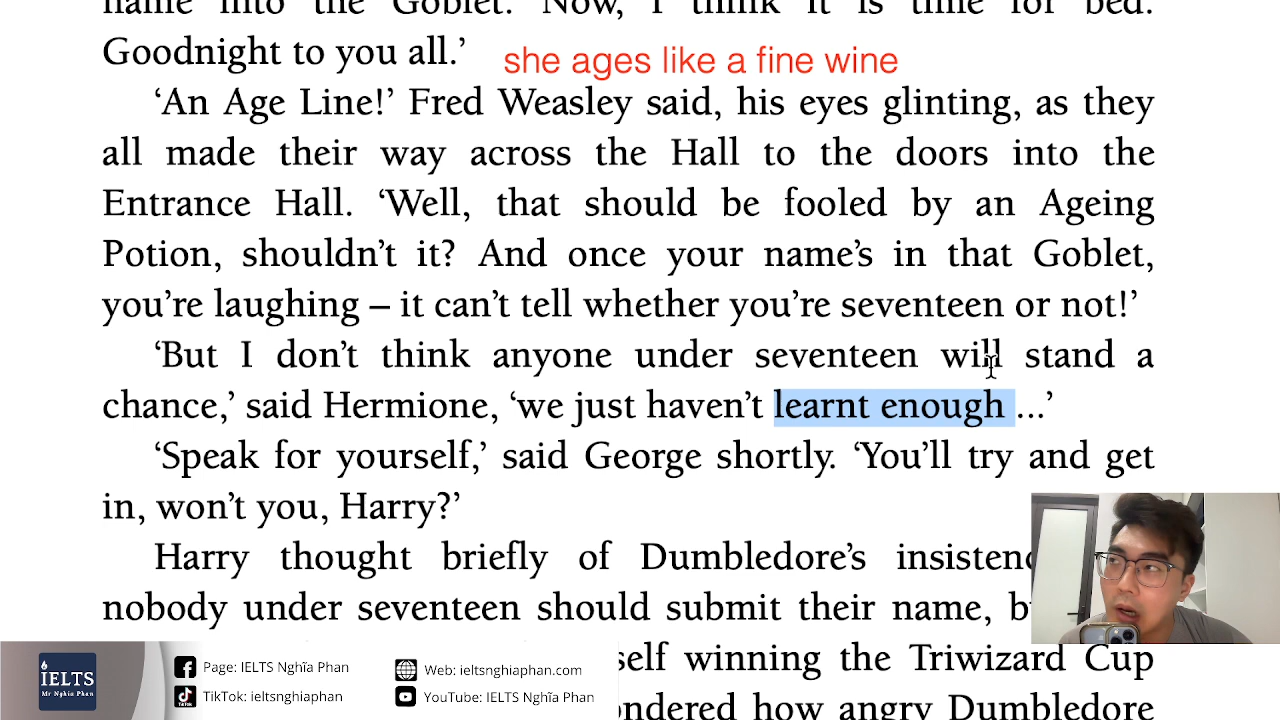 name into the Goblet. Now, I think it is time for bed.
Goodnight to you all.’
she ages like a fine wine
‘An Age Line!’ Fred Weasley said, his eyes glinting, as they
all made their way across the Hall to the doors into the
Entrance Hall. ‘Well, that should be fooled by an Ageing
Potion, shouldn’t it? And once your name’s in that Goblet,
you’re laughing – it can’t tell whether you’re seventeen or not!’
‘But I don’t think anyone under seventeen will stand a
chance,’ said Hermione, ‘we just haven’t learnt enough ...’
‘Speak for yourself,’ said George shortly. ‘You’ll try and get
in, won’t you, Harry?’
Harry thought briefly of Dumbledore’s
nobody under seventeen should submit their name,
winning the Triwizard Cup
how angry Dumbledore
IELTS
Mr Nghia Phan
Page: IELTS Nghĩa Phan
TikTok: ieltsnghiaphan
Web: ieltsnghiaphan.com
YouTube: IELTS Nghĩa Phan